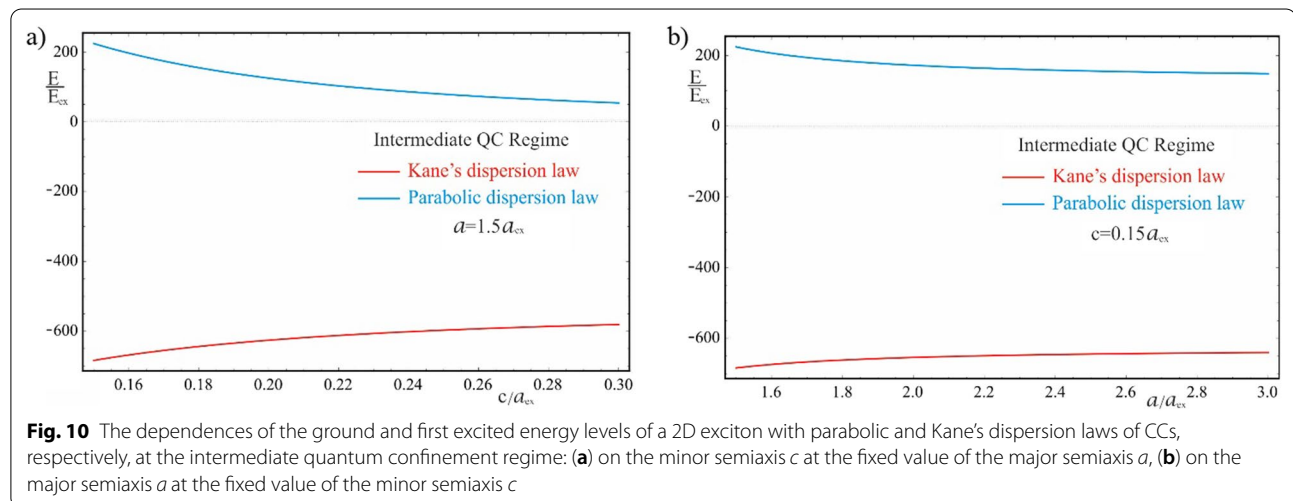 a)
200
E
E_ex
0
Intermediate QC Regime
Kane's dispersion law
Parabolic dispersion law
a=1.5a_ex
-200
-400
-600
0.16 0.18 0.20 0.22 0.24 0.26 0.28 0.30
c/a_ex
b)
200
E
E_ex
0
Intermediate QC Regime
Kane's dispersion law
Parabolic dispersion law
c=0.15a_ex
-200
-400
-600
1.6 1.8 2.0 2.2 2.4 2.6 2.8 3.0
a/a_ex
Fig. 10 The dependences of the ground and first excited energy levels of a 2D exciton with parabolic and Kane's dispersion laws of CCs,
respectively, at the intermediate quantum confinement regime: (a) on the minor semiaxis c at the fixed value of the major semiaxis a, (b) on the
major semiaxis a at the fixed value of the minor semiaxis c